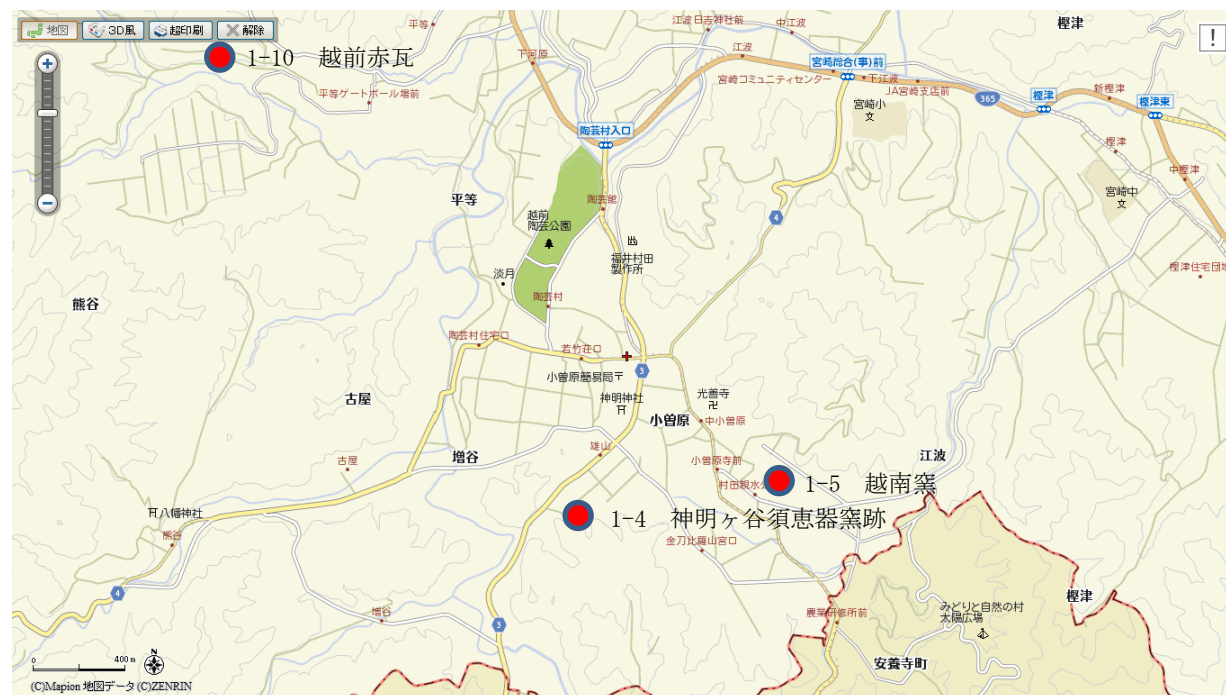 地図
3D風
超印刷
解除
!
1-10 越前赤瓦
平等
下河原
江波日吉神社前
中江波
江波
宮崎コミュニティセンター
宮崎総合(事)前
下江波
JA宮崎支店前
365
樫津
樫津
新樫津
樫津東
樫津
中樫津
宮崎小
文
宮崎中
文
平等ゲートボール場前
陶芸村入口
平等
陶芸館
越前
陶芸公園
4
福井村田
製作所
淡月
樫津住宅団地
熊谷
陶芸村
陶芸村住宅口
若竹荘口
小曽原簡易局〒
3
神明神社
光善寺
卍
古屋
小曽原
中小曽原
雄山
増谷
古屋
小曽原寺前
江波
村田親水公
1-5 越南窯
八幡神社
1-4 神明ヶ谷須恵器窯跡
熊谷
金刀比羅山宮口
4
増谷
3
農業研修所前
みどりと自然の村
太陽広場
樫津
安養寺町
0
400m
N
(C)Mapion 地図データ (C)ZENRIN